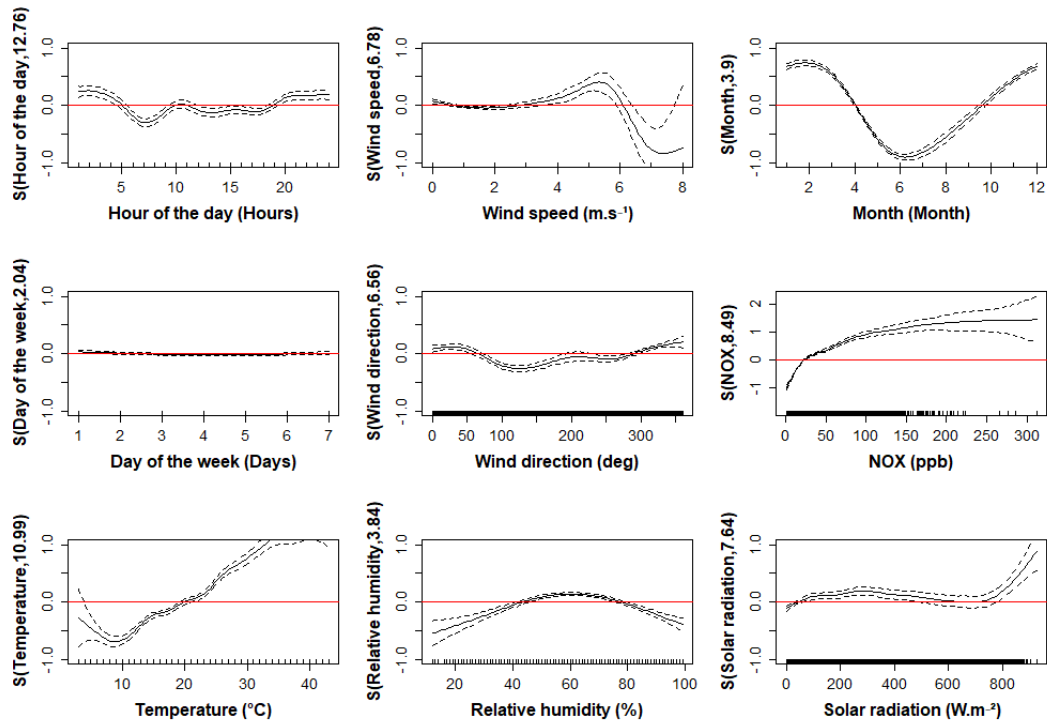 S(Hour of the day,12.76)
1.0
0.0
-1.0
5 10 15 20
Hour of the day (Hours)
S(Wind speed,6.78)
1.0
0.0
-1.0
0 2 4 6 8
Wind speed (m.s⁻¹)
S(Month,3.9)
1.0
0.0
-1.0
2 4 6 8 10 12
Month (Month)
S(Day of the week,2.04)
1.0
0.0
-1.0
1 2 3 4 5 6 7
Day of the week (Days)
S(Wind direction,6.56)
1.0
0.0
-1.0
0 50 150 250 350
Wind direction (deg)
S(NOX,8.49)
2
1
0
-1
0 50 100 150 200 250 300
NOX (ppb)
S(Temperature,10.99)
1.0
0.0
-1.0
10 20 30 40
Temperature (°C)
S(Relative humidity,3.84)
1.0
0.0
-1.0
20 40 60 80 100
Relative humidity (%)
S(Solar radiation,7.64)
1.0
0.0
-1.0
0 200 400 600 800
Solar radiation (W.m⁻²)